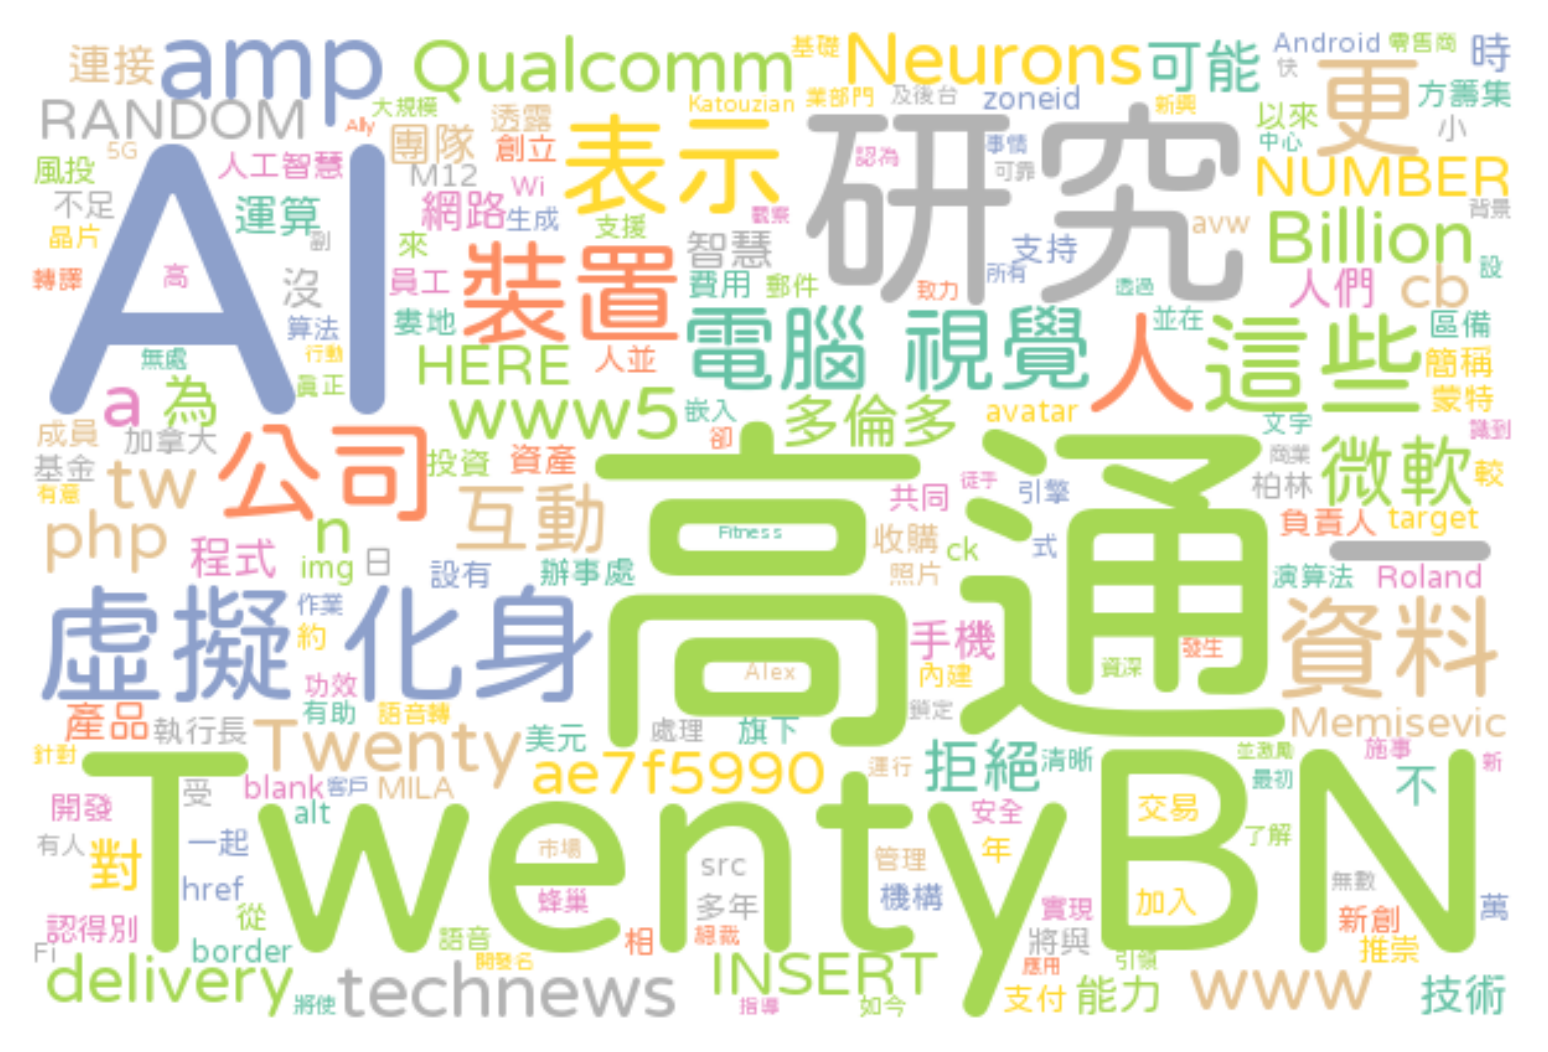 連接 amp Qualcomm 基礎 Neurons 可能 Android 零售商 時
快 更 方籌集
RANDOM 大規模 Katouzian 業部門 及後台 zoneid 新興 以來 小
5G Ally 團隊 透露 創立 表示 研究 事情 中心
風投 人工智慧 M12 Wi 認為 可靠 NUMBER
不足 運算 網路 生成 支援 觀察 avw Billion 背景
晶片 副 來 智慧 支持 設
AI 轉譯 高 沒 員工 裝置 費用 郵件 致力 所有 透過 人們 cb
算法 婁地 電腦 視覺 並在 人 這些 區備
無處 行動 HERE 人並 簡稱
a 為 真正 www5 嵌入 多倫多 avatar 文字 蒙特
成員 加拿大 公司 卻 商業 識到
基金 tw 投資 資產 高通 徒手 引擎 柏林 微軟 較
有意 互動 共同 負責人 target
php n Fitness 收購 ck 式 一
程式 img 日 設有 辦事處 照片 演算法 Roland
虛擬 作業 化身 資料
約 手機 發生
功效 Alex 內建 資深
產品 執行長 有助 語音轉 處理 旗下 鎖定 Memisevic
針對 Twenty 美元 拒絕 清晰 並激勵 施事 新
blank 客戶 MILA ae7f5990 運行 最初 不
開發 受 alt TwentyBN 安全 交易
有人 對 一起 市場 src 管理 年 了解
href 蜂巢 多年 機構 加入 無數
認得別 從 實現 新創 萬
Fi border 語音 相 總裁 將與 推崇
delivery 開發名 INSERT 應用 引領
將使 technews 指導 如今 支付 能力 www 技術